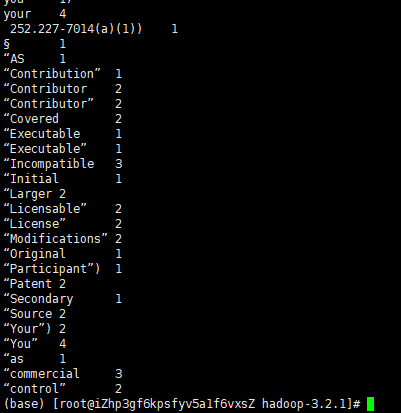 you 17
your 4
252.227-7014(a)(1)) 1
§ 1
“AS 1
“Contribution” 1
“Contributor 2
“Contributor” 2
“Covered 2
“Executable 1
“Executable” 1
“Incompatible 3
“Initial 1
“Larger 2
“Licensable” 2
“License” 2
“Modifications” 2
“Original 1
“Participant”) 1
“Patent 2
“Secondary 1
“Source 2
“Your”) 2
“You” 4
“as 1
“commercial 3
“control” 2
(base) [root@iZhp3gf6kpsfyv5a1f6vxsZ hadoop-3.2.1]#